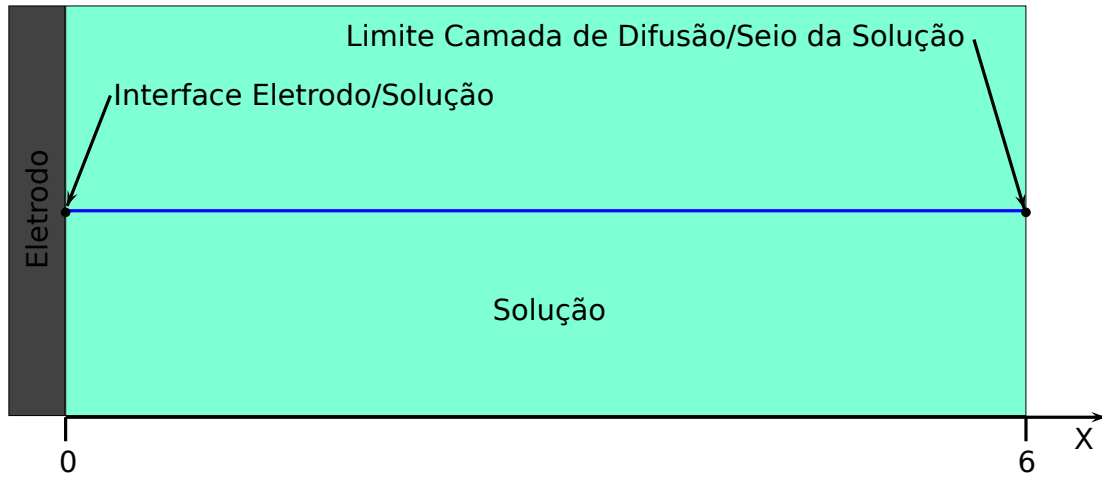 Limite Camada de Difusão/Seio da Solução
Interface Eletrodo/Solução
Eletrodo
Solução
X
0
6